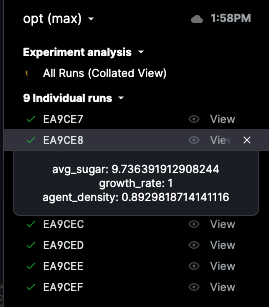 opt (max) 1:58PM
Experiment analysis
All Runs (Collated View)
9 Individual runs
EA9CE7 View
EA9CE8 View
avg_sugar: 9.736391912908244
growth_rate: 1
agent_density: 0.8929818714141116
EA9CEC View
EA9CED View
EA9CEE View
EA9CEF View